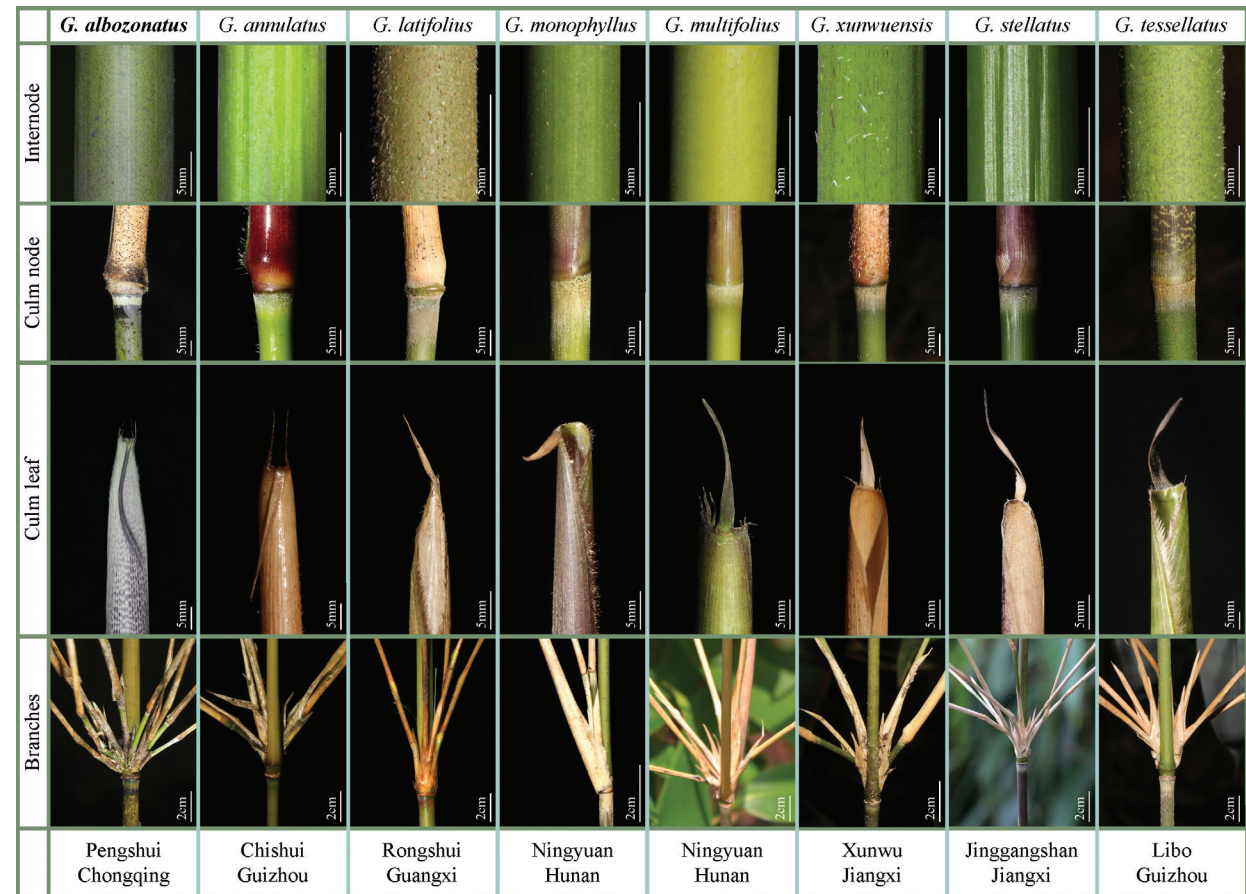 G. albozonatus G. annulatus G. latifolius G. monophyllus G. multifolius G. xunwuensis G. stellatus G. tessellatus
Internode
5mm 5mm 5mm 5mm 5mm 5mm 5mm 5mm
Culm node
5mm 5mm 5mm 5mm 5mm 5mm 5mm 5mm
Culm leaf
5mm 5mm 5mm 5mm 5mm 5mm 5mm 5mm
Branches
2cm 2cm 2cm 2cm 2cm 2cm 2cm 2cm
Pengshui Chishui Rongshui Ningyuan Ningyuan Xunwu Jinggangshan Libo
Chongqing Guizhou Guangxi Hunan Hunan Jiangxi Jiangxi Guizhou